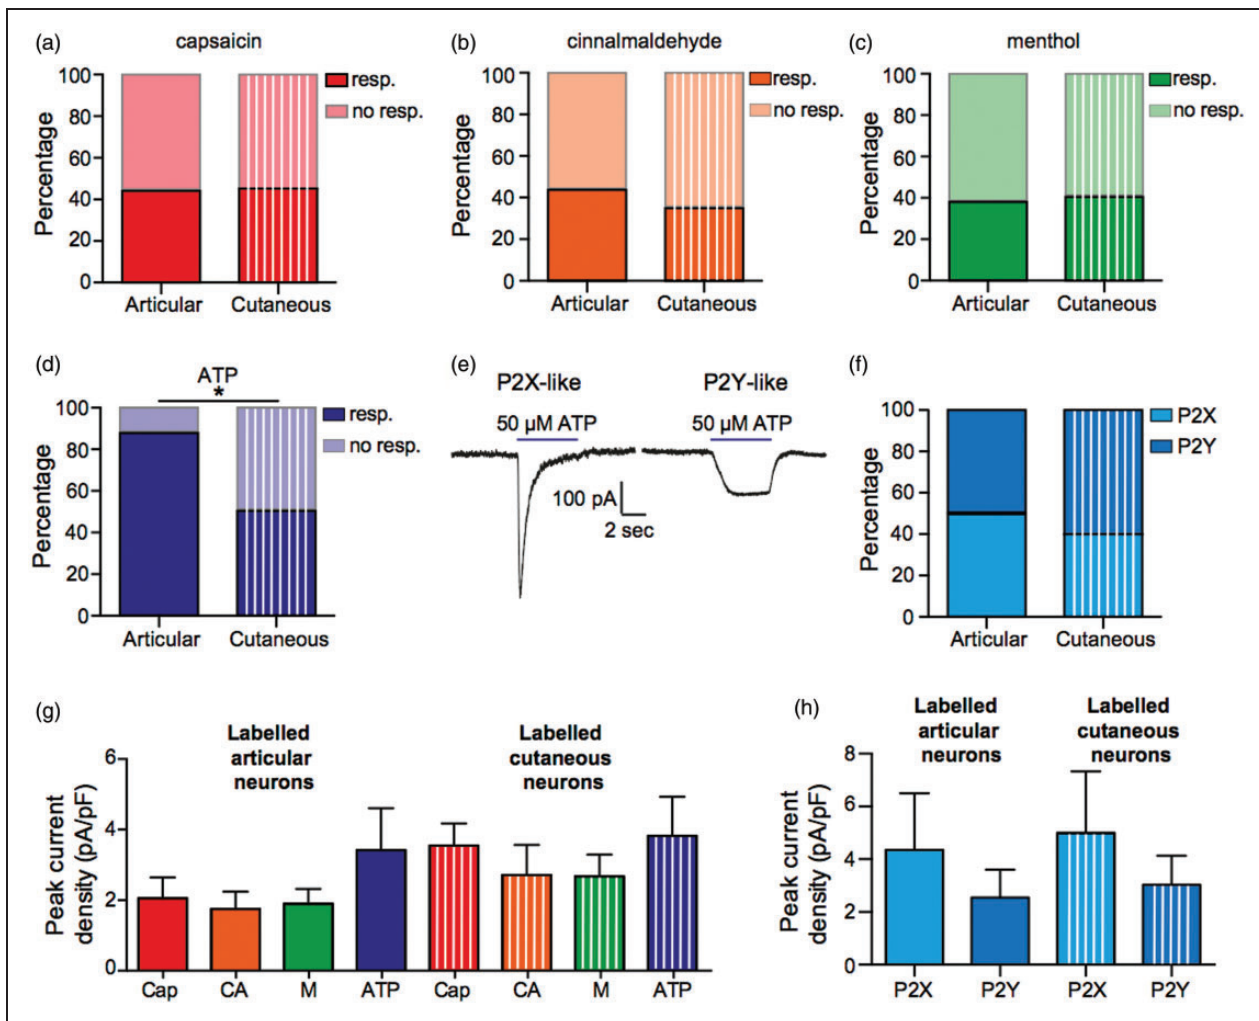 (a)
capsaicin
100
80
60
40
20
0
Percentage
Articular
Cutaneous
resp.
no resp.
(b)
cinnalmaldehyde
100
80
60
40
20
0
Percentage
Articular
Cutaneous
resp.
no resp.
(c)
menthol
100
80
60
40
20
0
Percentage
Articular
Cutaneous
resp.
no resp.
(d)
ATP
*
100
80
60
40
20
0
Percentage
Articular
Cutaneous
resp.
no resp.
(e)
P2X-like
P2Y-like
50 µM ATP
50 µM ATP
100 pA
2 sec
(f)
100
80
60
40
20
0
Percentage
Articular
Cutaneous
P2X
P2Y
(g)
Labelled
articular
neurons
Labelled
cutaneous
neurons
6
4
2
0
Peak current
density (pA/pF)
Cap
CA
M
ATP
Cap
CA
M
ATP
(h)
Labelled
articular
neurons
Labelled
cutaneous
neurons
8
6
4
2
0
Peak current
density (pA/pF)
P2X
P2Y
P2X
P2Y